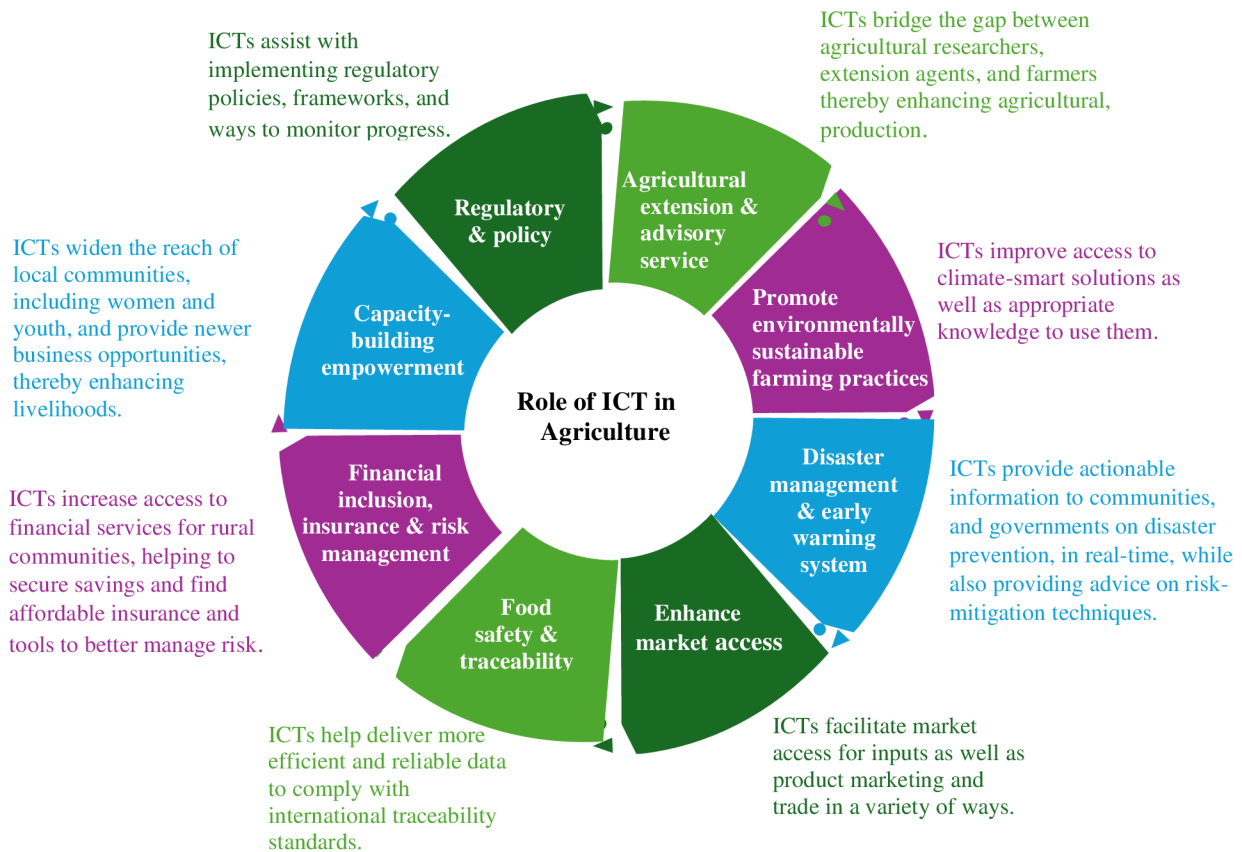 ICTs assist with
implementing regulatory
policies, frameworks, and
ways to monitor progress.
ICTs bridge the gap between
agricultural researchers,
extension agents, and farmers
thereby enhancing agricultural,
production.
Regulatory
& policy
Agricultural
extension &
advisory
service
ICTs widen the reach of
local communities,
including women and
youth, and provide newer
business opportunities,
thereby enhancing
livelihoods.
Capacity-
building
empowerment
Promote
environmentally
sustainable
farming practices
ICTs improve access to
climate-smart solutions as
well as appropriate
knowledge to use them.
Role of ICT in
Agriculture
ICTs increase access to
financial services for rural
communities, helping to
secure savings and find
affordable insurance and
tools to better manage risk.
Financial
inclusion,
insurance & risk
management
Disaster
management
& early
warning
system
ICTs provide actionable
information to communities,
and governments on disaster
prevention, in real-time, while
also providing advice on risk-
mitigation techniques.
Food
safety &
traceability
Enhance
market access
ICTs help deliver more
efficient and reliable data
to comply with
international traceability
standards.
ICTs facilitate market
access for inputs as well as
product marketing and
trade in a variety of ways.